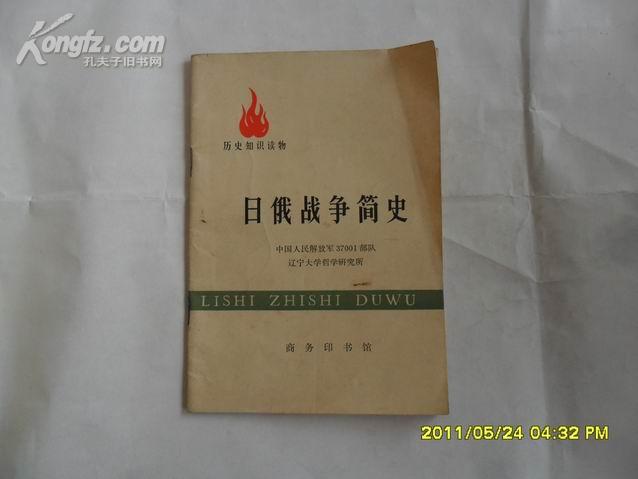 Kongfz.com
孔夫子旧书网
历史知识读物
日俄战争简史
中国人民解放军37001部队
辽宁大学哲学研究所
LISHI ZHISHI DUWU
商务印书馆
2011/05/24 04:32 PM